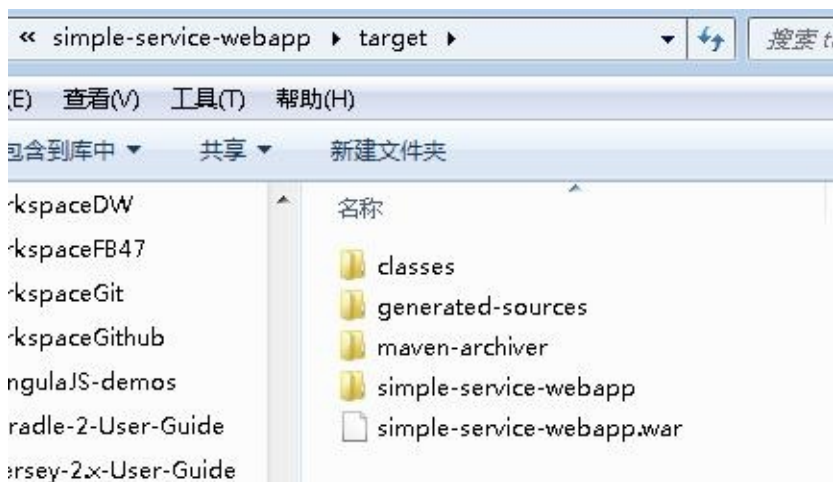 « simple-service-webapp ▸ target ▸
搜索 t
(E) 查看(V) 工具(T) 帮助(H)
包含到库中 共享 新建文件夹
rkspaceDW
rkspaceFB47
rkspaceGit
rkspaceGithub
ngulaJS-demos
radle-2-User-Guide
ersey-2.x-User-Guide
名称
classes
generated-sources
maven-archiver
simple-service-webapp
simple-service-webapp.war